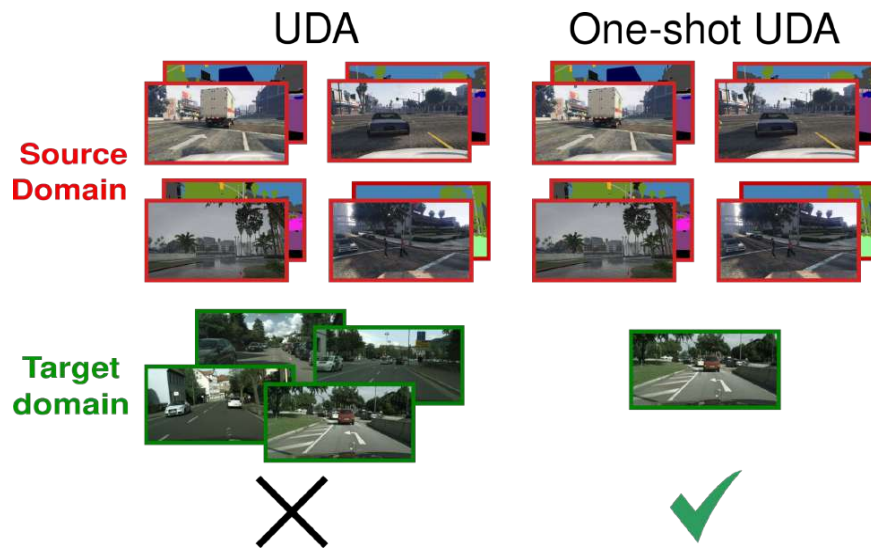 UDA
One-shot UDA
Source
Domain
Target
domain